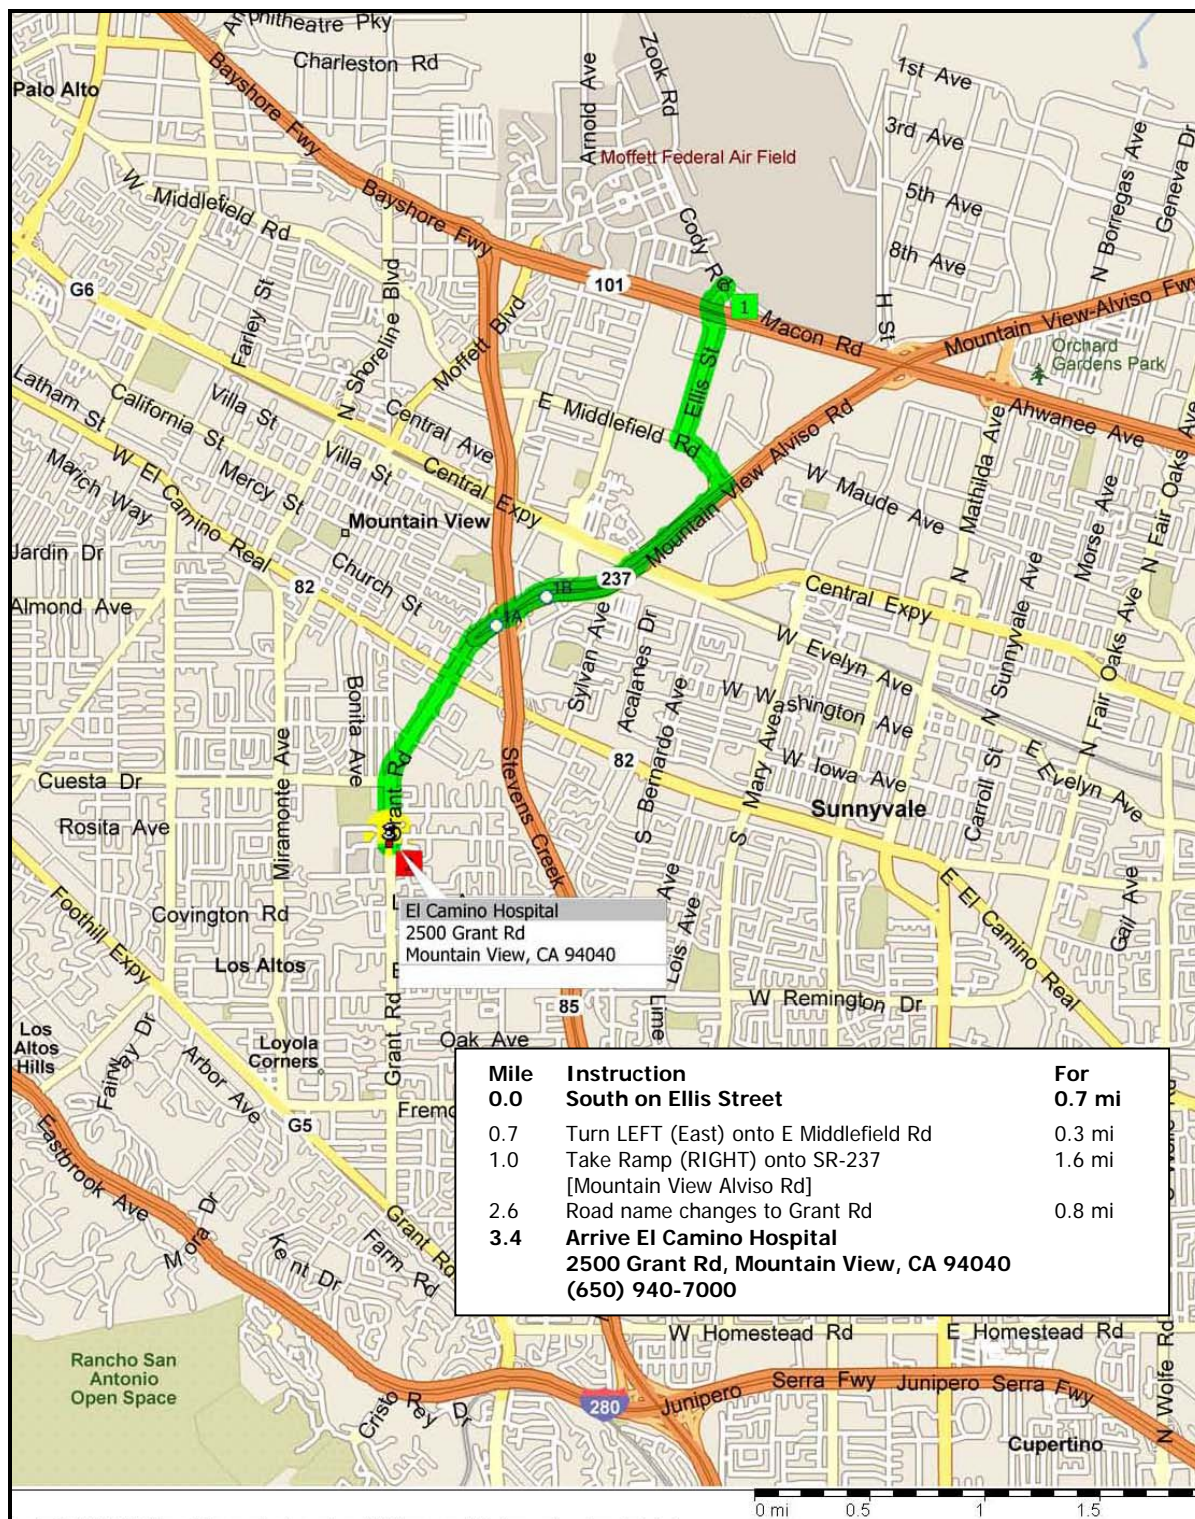 Amphitheatre Pky
Charleston Rd
Palo Alto
Bayshore Fwy
Arnold Ave
Zook Rd
1st Ave
3rd Ave
5th Ave
8th Ave
N Borregas Ave
Geneva Dr
Moffett Federal Air Field
W Middlefield Rd
Bayshore Fwy
Cody Rd
101
1
Macon Rd
H St
Mountain View-Alviso Fwy
Orchard
Gardens Park
G6
Farley St
N Shoreline Blvd
Moffett Blvd
Ellis St
E Middlefield Rd
Ahwanee Ave
Latham St
California St
Villa St
Central Ave
Villa St
Mercy St
Central Expy
Marich Way
W El Camino Real
Mountain View
Mountain View Alviso Rd
W Maude Ave
N Mathilda Ave
Morse Ave
N Fair Oaks Ave
Jardin Dr
Almond Ave
82
Church St
237
1B
1A
Central Expy
N Sunnyvale Ave
W Evelyn Ave
Sylvan Ave
Acalanes Dr
W Washington Ave
N Fair Oaks Ave
Bonita Ave
Miramonte Ave
Grant Rd
Stevens Creek
82
S Bernardo Ave
S Mary Ave
W Iowa Ave
Carroll St
E Evelyn Ave
Cuesta Dr
Rosita Ave
Grant Rd
Sunnyvale
Foothill Expy
Covington Rd
Los Altos
El Camino Hospital
2500 Grant Rd
Mountain View, CA 94040
Ave
Lois Ave
E El Camino Real
Gail Ave
85
Lime
W Remington Dr
Los
Altos
Hills
Fairway Dr
Arbor Ave
Loyola
Corners
Grant Rd
Oak Ave
G5
Eastbrook Ave
Mora Dr
Kent Dr
Farm Rd
Grant Rd
Mile Instruction For
0.0 South on Ellis Street 0.7 mi
0.7 Turn LEFT (East) onto E Middlefield Rd 0.3 mi
1.0 Take Ramp (RIGHT) onto SR-237 1.6 mi
[Mountain View Alviso Rd]
2.6 Road name changes to Grant Rd 0.8 mi
3.4 Arrive El Camino Hospital
2500 Grant Rd, Mountain View, CA 94040
(650) 940-7000
W Homestead Rd
E Homestead Rd
Rancho San
Antonio
Open Space
Cristo Rey Dr
280
Junipero Serra Fwy
Junipero Serra Fwy
N Wolfe Rd
Cupertino
0 mi 0.5 1 1.5